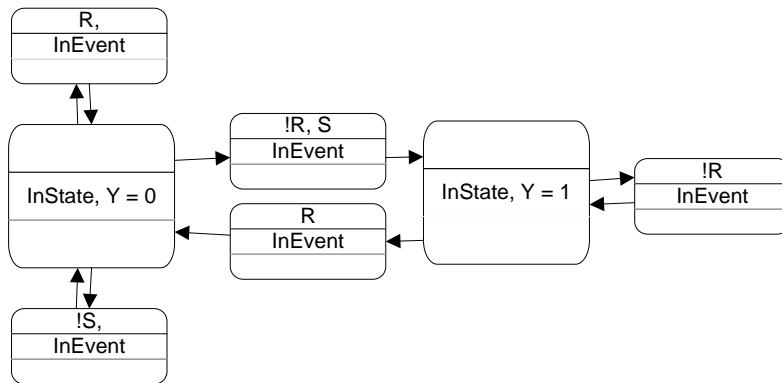 R,
InEvent
!R, S
InEvent
InState, Y = 0
InState, Y = 1
!R
InEvent
R
InEvent
!S,
InEvent